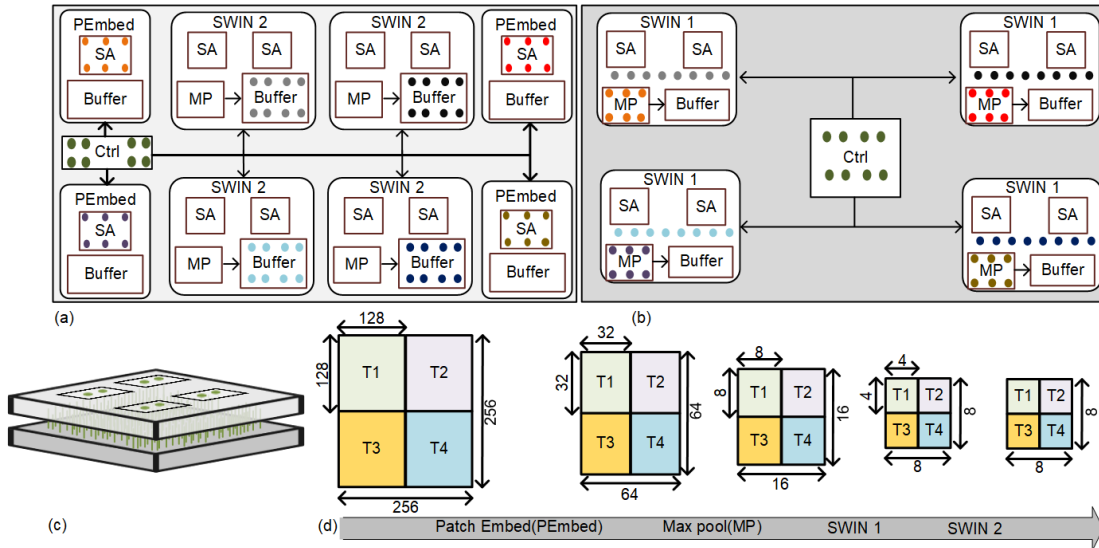 PEmbed
SA
Buffer
SWIN 2
SA
SA
MP
Buffer
SWIN 2
SA
SA
MP
Buffer
PEmbed
SA
Buffer
Ctrl
PEmbed
SA
Buffer
SWIN 2
SA
SA
MP
Buffer
SWIN 2
SA
SA
MP
Buffer
PEmbed
SA
Buffer
(a)
SWIN 1
SA
SA
MP
Buffer
SWIN 1
SA
SA
MP
Buffer
Ctrl
SWIN 1
SA
SA
MP
Buffer
SWIN 1
SA
SA
MP
Buffer
(b)
(c)
128
128
T1
T2
T3
T4
256
256
32
32
T1
T2
T3
T4
64
64
8
8
T1
T2
T3
T4
16
16
4
4
T1
T2
T3
T4
8
8
T1
T2
T3
T4
8
8
(d)
Patch Embed(PEmbed)
Max pool(MP)
SWIN 1
SWIN 2